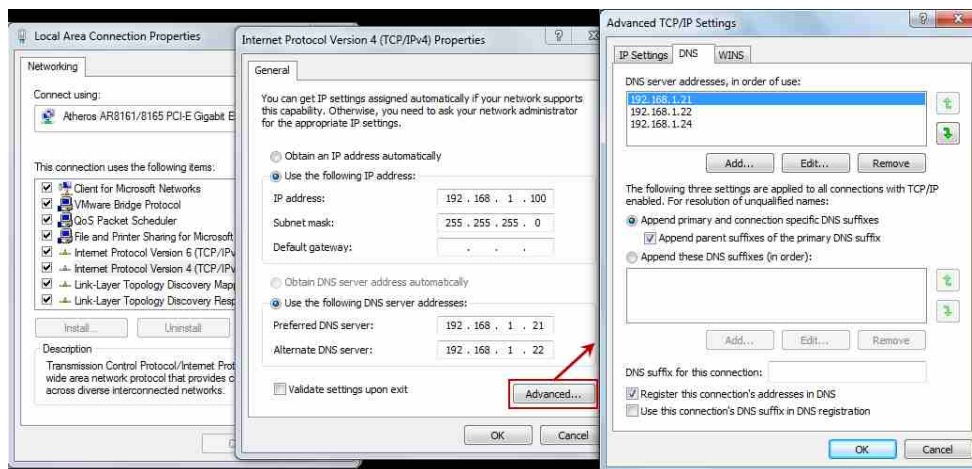 Local Area Connection Properties
Networking
Connect using:
Atheros AR8161/8165 PCI-E Gigabit E
This connection uses the following items:
Client for Microsoft Networks
VMware Bridge Protocol
QoS Packet Scheduler
File and Printer Sharing for Microsoft
Internet Protocol Version 6 (TCP/IPv
Internet Protocol Version 4 (TCP/IPv
Link-Layer Topology Discovery Map
Link-Layer Topology Discovery Resp
Install...
Uninstall
Description
Transmission Control Protocol/Internet Prot
wide area network protocol that provides c
across diverse interconnected networks.
Internet Protocol Version 4 (TCP/IPv4) Properties
General
You can get IP settings assigned automatically if your network supports
this capability. Otherwise, you need to ask your network administrator
for the appropriate IP settings.
Obtain an IP address automatically
Use the following IP address:
IP address: 192 . 168 . 1 . 100
Subnet mask: 255 . 255 . 255 . 0
Default gateway: . . .
Obtain DNS server address automatically
Use the following DNS server addresses:
Preferred DNS server: 192 . 168 . 1 . 21
Alternate DNS server: 192 . 168 . 1 . 22
Validate settings upon exit
Advanced...
OK Cancel
Advanced TCP/IP Settings
IP Settings DNS WINS
DNS server addresses, in order of use:
192.168.1.21
192.168.1.22
192.168.1.24
Add... Edit... Remove
The following three settings are applied to all connections with TCP/IP
enabled. For resolution of unqualified names:
Append primary and connection specific DNS suffixes
Append parent suffixes of the primary DNS suffix
Append these DNS suffixes (in order):
Add... Edit... Remove
DNS suffix for this connection:
Register this connection's addresses in DNS
Use this connection's DNS suffix in DNS registration
OK Cancel